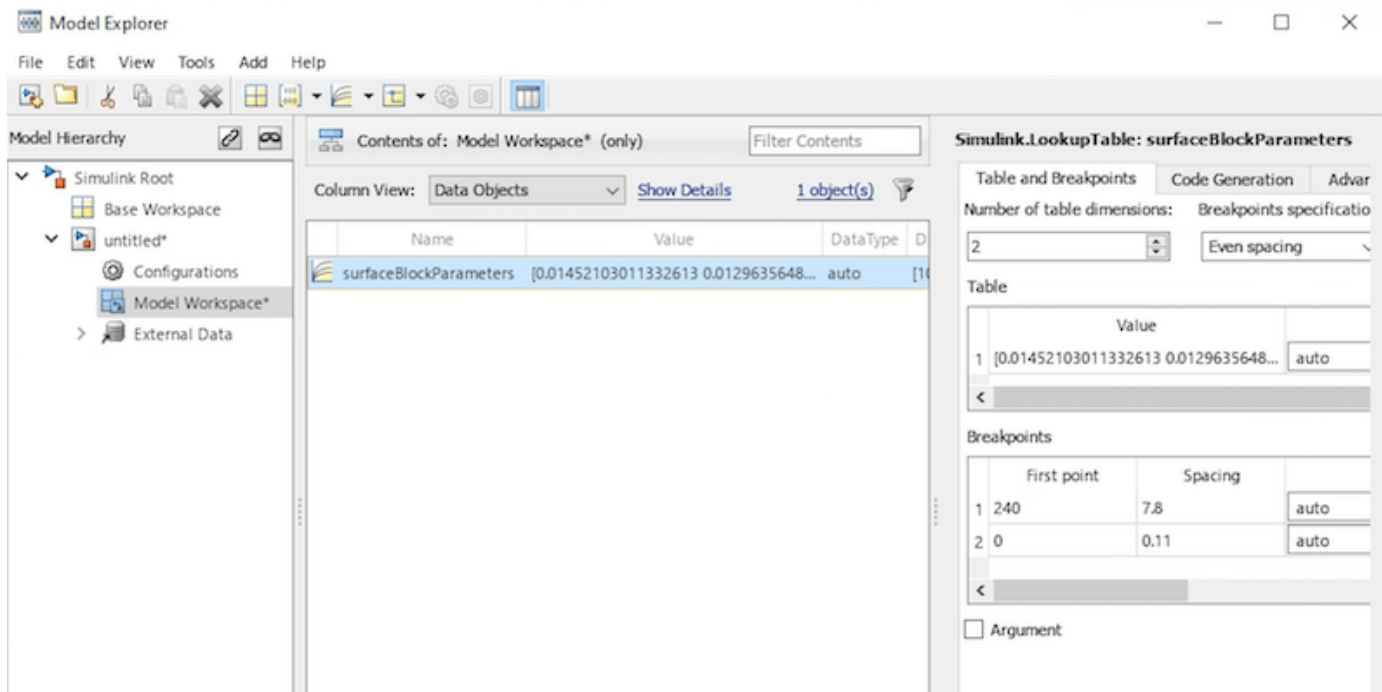 Model Explorer
File Edit View Tools Add Help
Model Hierarchy
Simulink Root
Base Workspace
untitled*
Configurations
Model Workspace*
External Data
Contents of: Model Workspace* (only)
Filter Contents
Column View: Data Objects Show Details 1 object(s)
Name Value DataType D
surfaceBlockParameters [0.01452103011332613 0.0129635648... auto [10
Simulink.LookupTable: surfaceBlockParameters
Table and Breakpoints Code Generation Advar
Number of table dimensions: Breakpoints specificatio
2 Even spacing
Table
Value
1 [0.01452103011332613 0.0129635648... auto
Breakpoints
First point Spacing
1 240 7.8 auto
2 0 0.11 auto
Argument